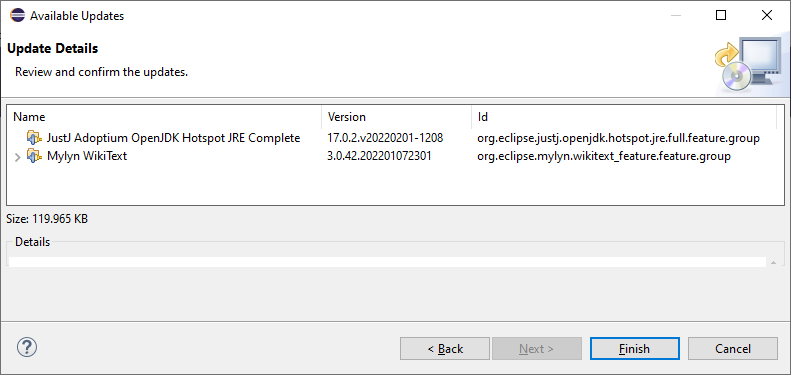 Available Updates
Update Details
Review and confirm the updates.
Name Version Id
JustJ Adoptium OpenJDK Hotspot JRE Complete 17.0.2.v20220201-1208 org.eclipse.justj.openjdk.hotspot.jre.full.feature.group
Mylyn WikiText 3.0.42.202201072301 org.eclipse.mylyn.wikitext_feature.feature.group
Size: 119.965 KB
Details
? < Back Next > Finish Cancel